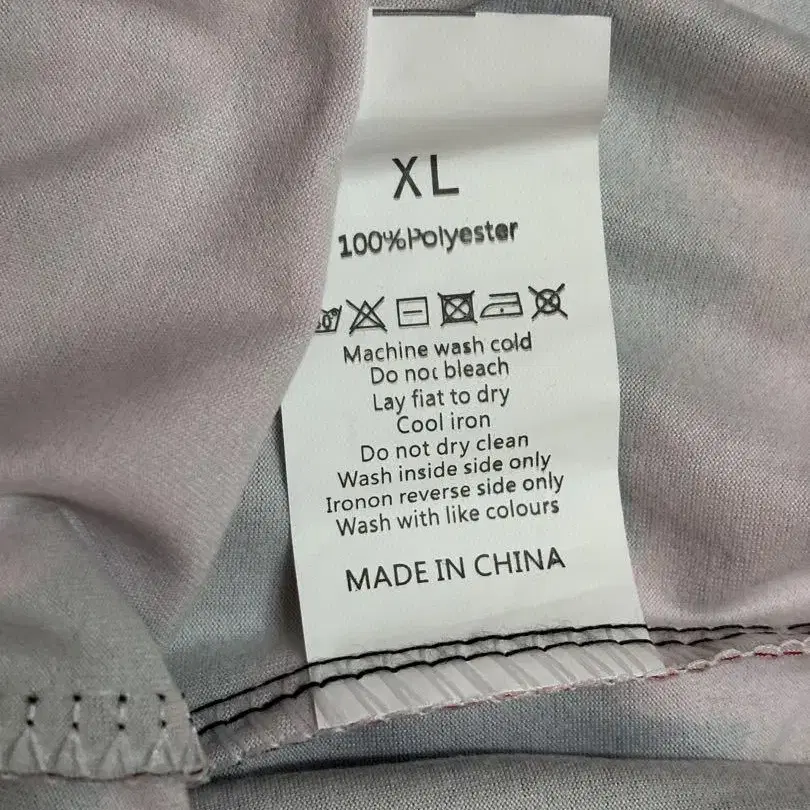 XL
100%Polyester
Machine wash cold
Do not bleach
Lay fiat to dry
Cool iron
Do not dry clean
Wash inside side only
Ironon reverse side only
Wash with like colours
MADE IN CHINA